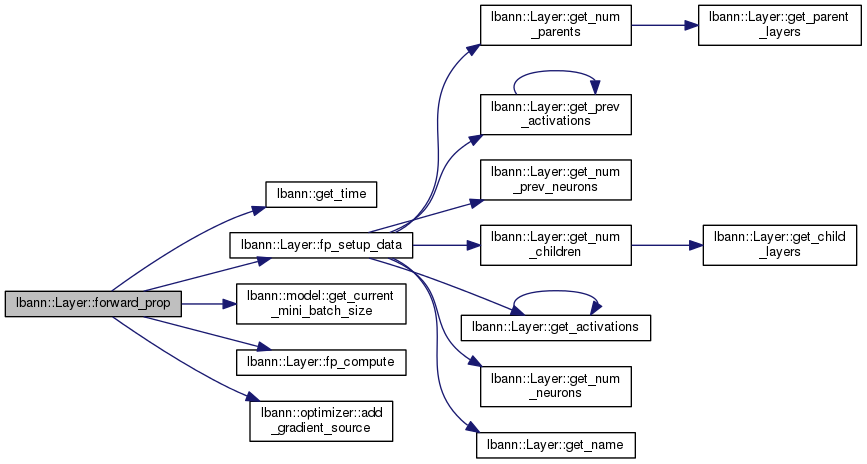 lbann::Layer::forward_prop
lbann::get_time
lbann::Layer::fp_setup_data
lbann::model::get_current
_mini_batch_size
lbann::Layer::fp_compute
lbann::optimizer::add
_gradient_source
lbann::Layer::get_num
_parents
lbann::Layer::get_prev
_activations
lbann::Layer::get_num
_prev_neurons
lbann::Layer::get_num
_children
lbann::Layer::get_activations
lbann::Layer::get_num
_neurons
lbann::Layer::get_name
lbann::Layer::get_parent
_layers
lbann::Layer::get_child
_layers